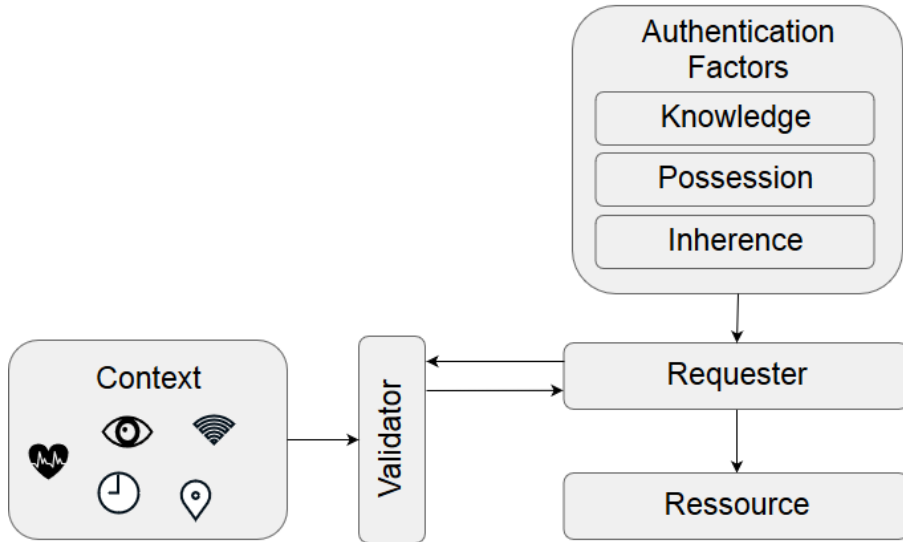 Authentication
Factors
Knowledge
Possession
Inherence
Context
Validator
Requester
Ressource